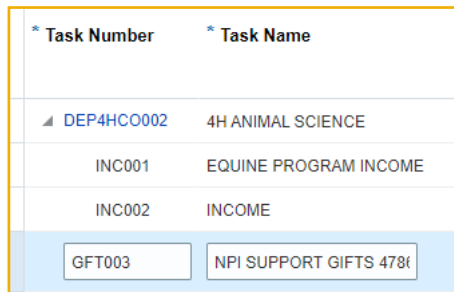 * Task Number * Task Name
DEP4HCO002 4H ANIMAL SCIENCE
INC001 EQUINE PROGRAM INCOME
INC002 INCOME
GFT003 NPI SUPPORT GIFTS 478